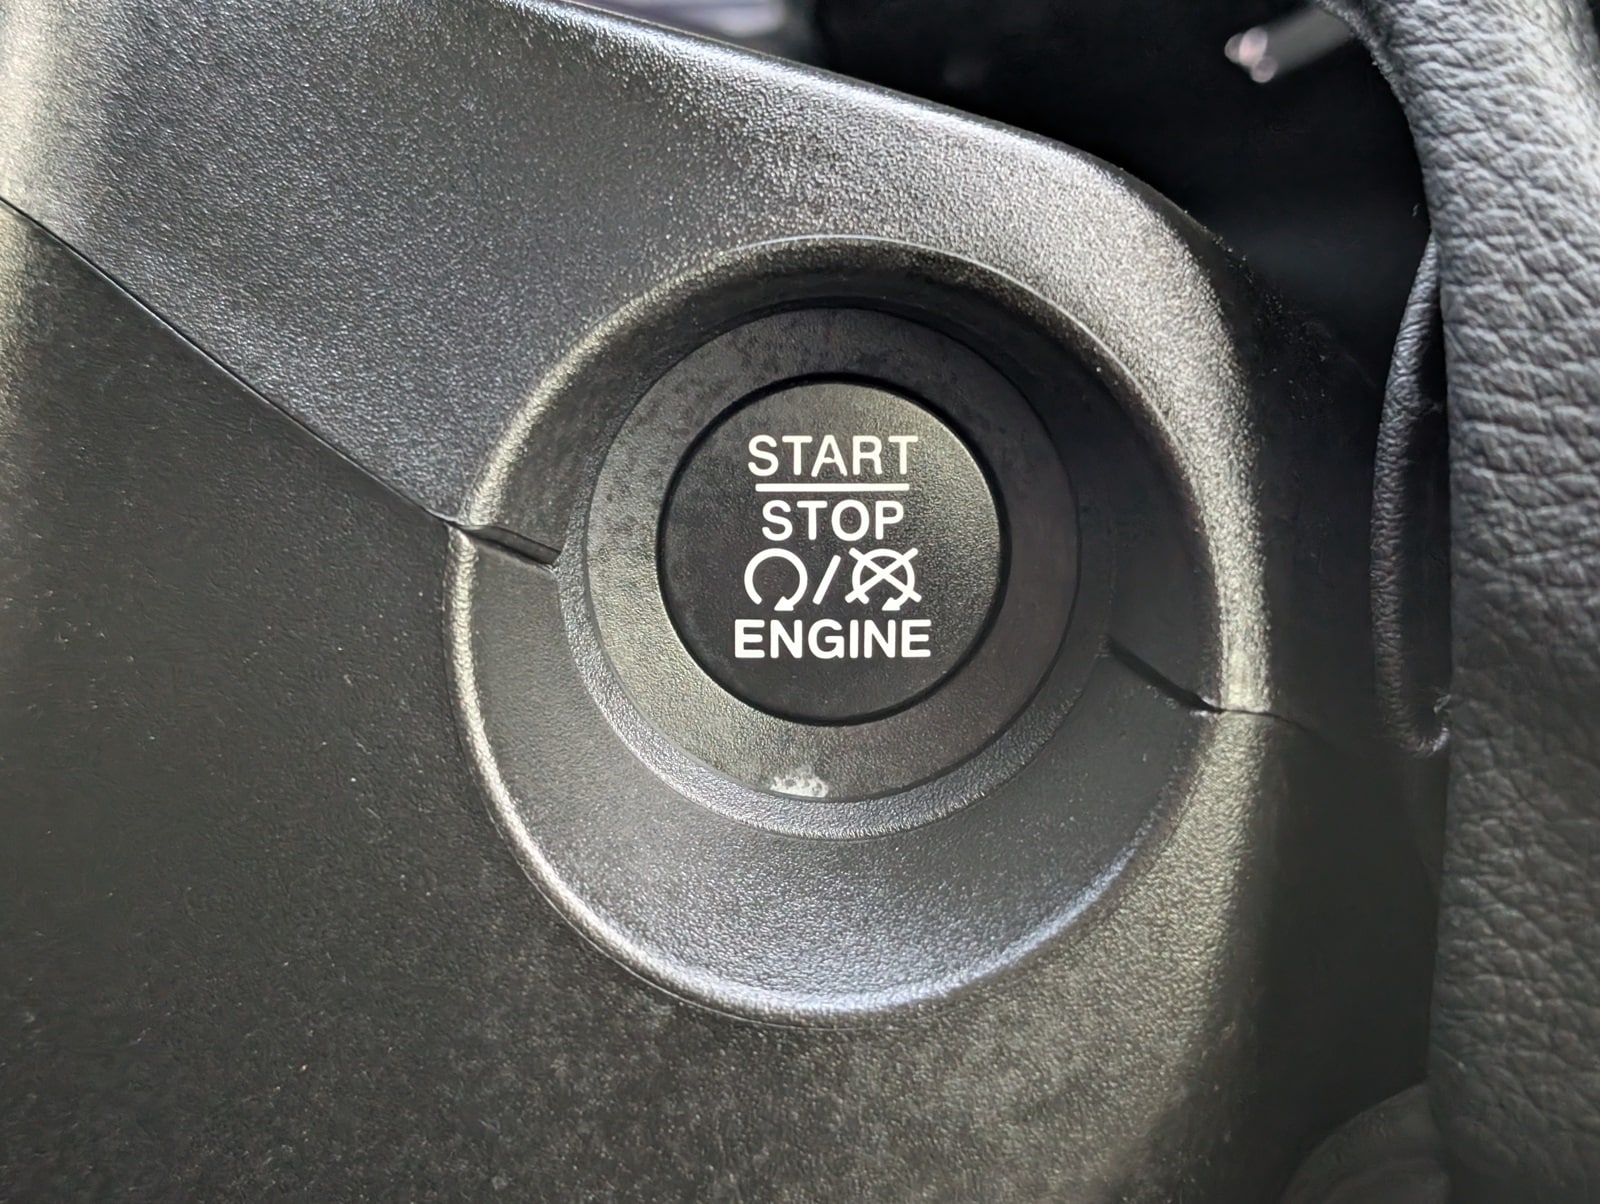 START
STOP
/
ENGINE